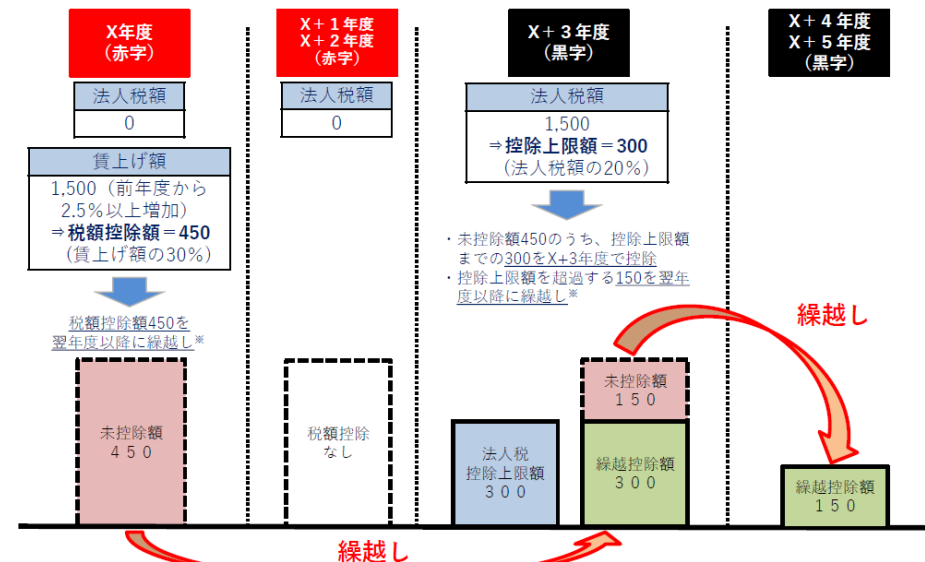 X年度
(赤字)
法人税額
0
賃上げ額
1,500（前年度から
2.5％以上増加）
⇒税額控除額＝450
（賃上げ額の30％）
税額控除額450を
翌年度以降に繰越し※
未控除額
４５０
X＋１年度
X＋２年度
(赤字)
法人税額
0
税額控除
なし
X＋３年度
(黒字)
法人税額
1,500
⇒控除上限額＝300
（法人税額の20％）
・未控除額450のうち、控除上限額
までの300をX+3年度で控除
・控除上限額を超過する150を翌年
度以降に繰越し※
法人税
控除上限額
３００
未控除額
１５０
繰越控除額
３００
X＋４年度
X＋５年度
(黒字)
繰越し
繰越控除額
１５０
繰越し